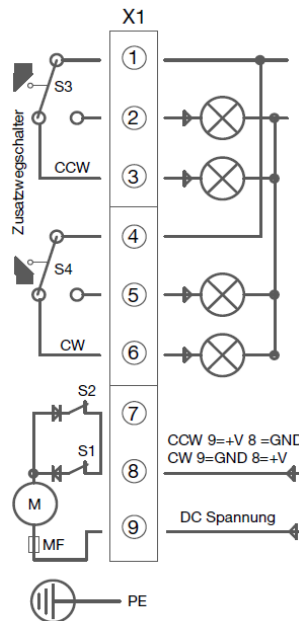 X1
1
S3
2
Zusatzwegschalter
CCW
3
4
S4
5
CW
6
S2
7
S1
CCW 9=+V 8 =GND
8
CW 9=GND 8=+V
M
9
DC Spannung
MF
PE